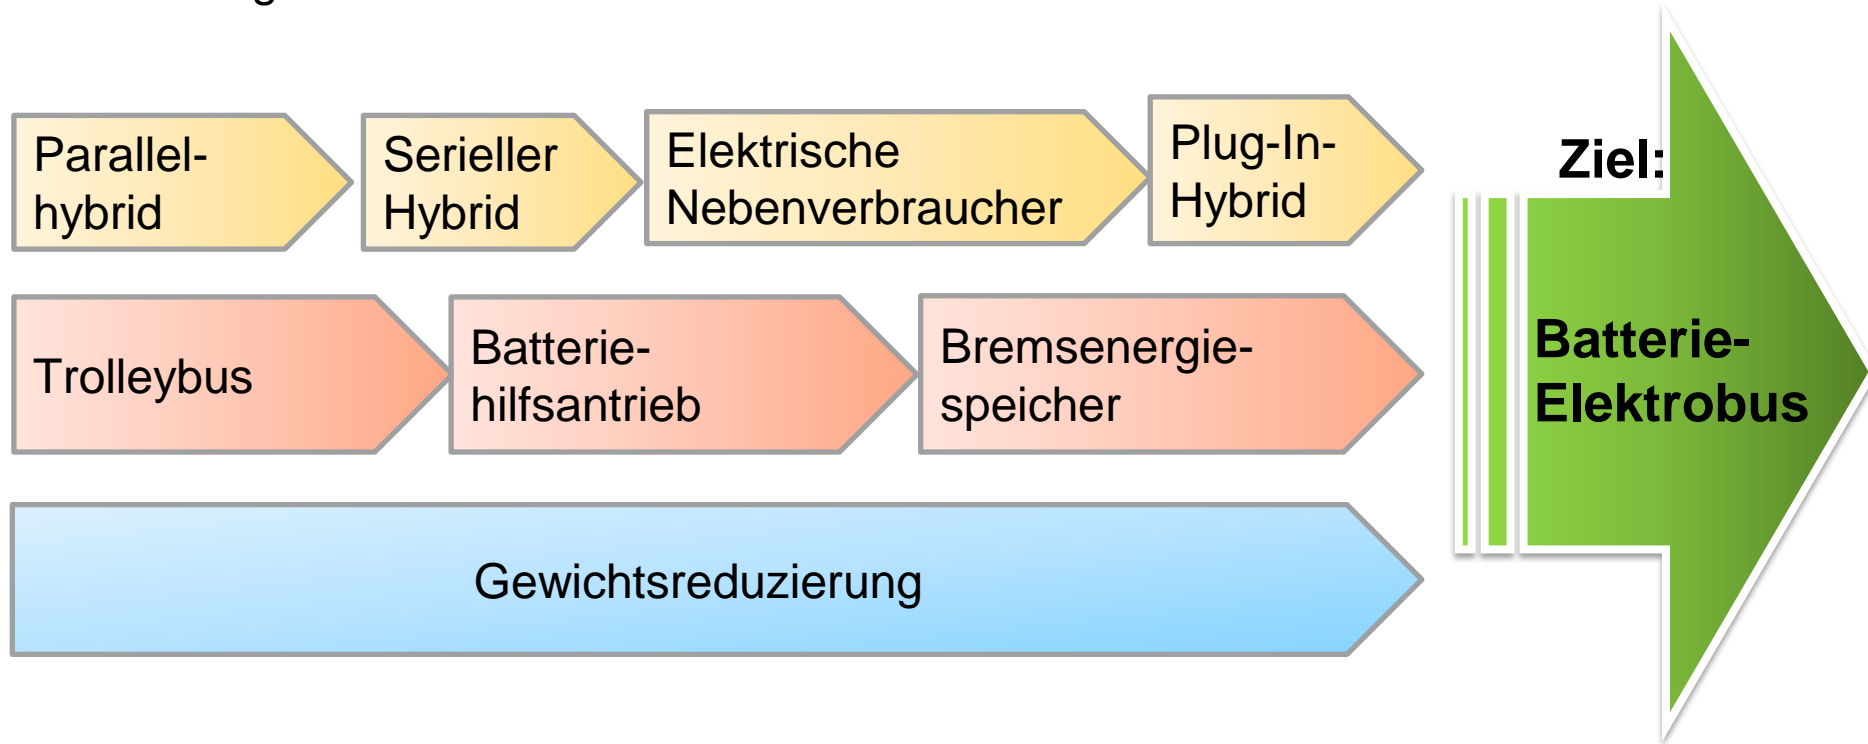 Parallel-
hybrid
Serieller
Hybrid
Elektrische
Nebenverbraucher
Plug-In-
Hybrid
Ziel:
Trolleybus
Batterie-
hilfsantrieb
Bremsenergie-
speicher
Batterie-
Elektrobus
Gewichtsreduzierung